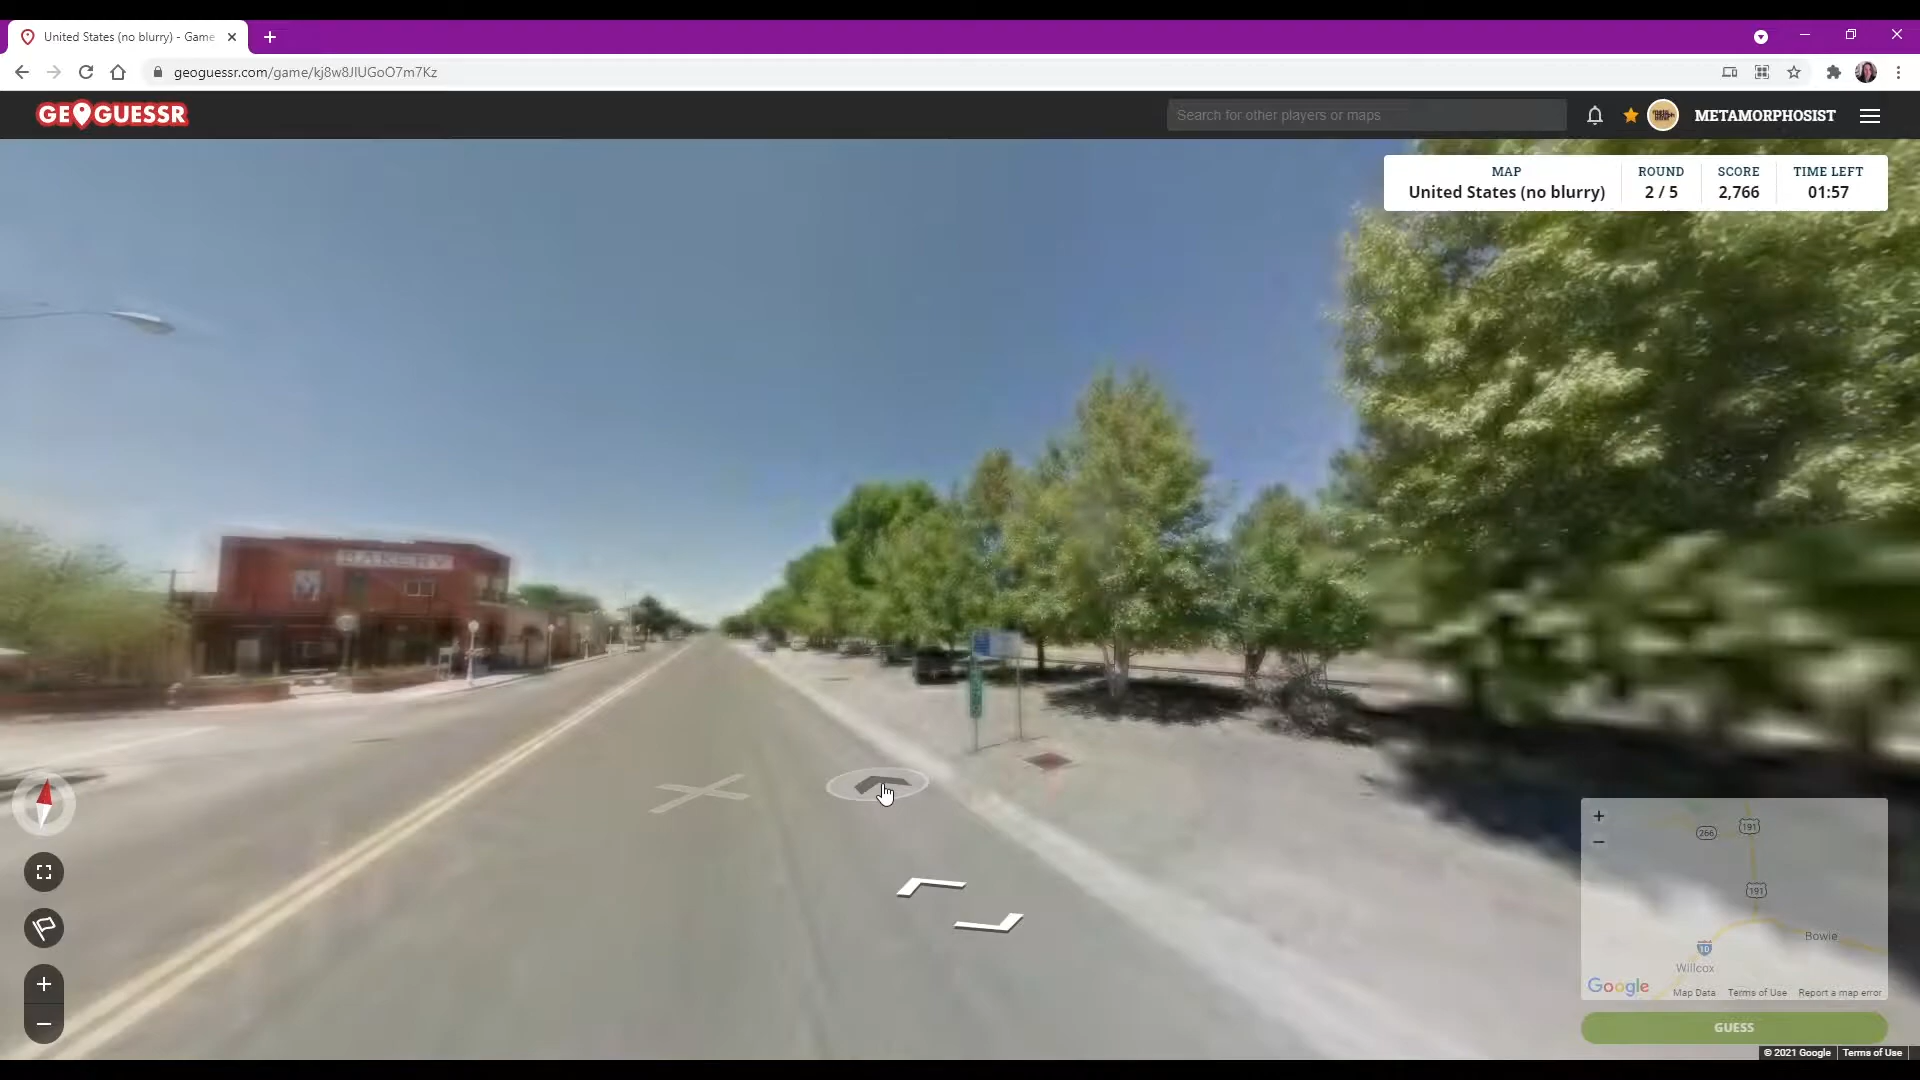 United States (no blurry) - Game
geoguessr.com/game/kj8w8JlUGoO7m7Kz
GEOGUESSR
Search for other players or maps
METAMORPHOSIST
MAP
United States (no blurry)
ROUND
2 / 5
SCORE
2,766
TIME LEFT
01:57
BAKERY
266
191
191
Bowie
10
Willcox
Google
Map Data
Terms of Use
Report a map error
GUESS
© 2021 Google
Terms of Use